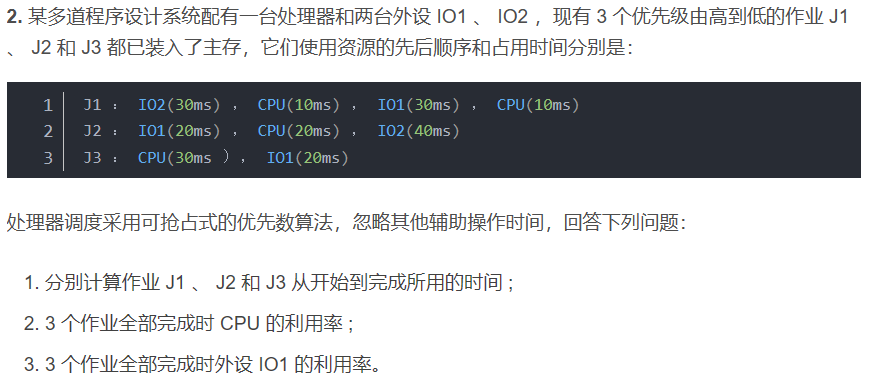 2. 某多道程序设计系统配有一台处理器和两台外设 IO1 、 IO2 ，现有 3 个优先级由高到低的作业 J1
、 J2 和 J3 都已装入了主存，它们使用资源的先后顺序和占用时间分别是：
1 J1 ： IO2(30ms) ， CPU(10ms) ， IO1(30ms) ， CPU(10ms)
2 J2 ： IO1(20ms) ， CPU(20ms) ， IO2(40ms)
3 J3 ： CPU(30ms ），IO1(20ms)
处理器调度采用可抢占式的优先数算法，忽略其他辅助操作时间，回答下列问题：
1. 分别计算作业 J1 、 J2 和 J3 从开始到完成所用的时间 ;
2. 3 个作业全部完成时 CPU 的利用率 ;
3. 3 个作业全部完成时外设 IO1 的利用率。